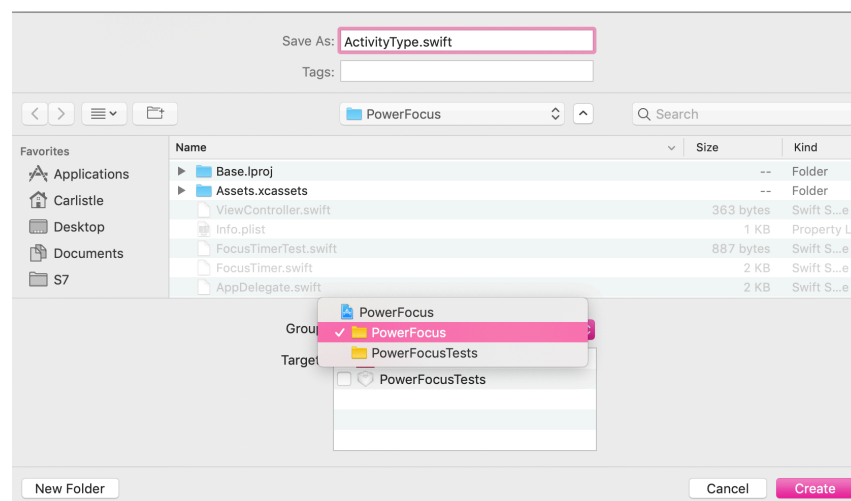 Save As: ActivityType.swift
Tags:
PowerFocus
Search
Favorites
Applications
Carlistle
Desktop
Documents
S7
Name Size Kind
Base.lproj -- Folder
Assets.xcassets -- Folder
ViewController.swift 363 bytes Swift S...e
Info.plist 1 KB Property L
FocusTimerTest.swift 887 bytes Swift S...e
FocusTimer.swift 2 KB Swift S...e
AppDelegate.swift 2 KB Swift S...e
PowerFocus
Group PowerFocus
PowerFocusTests
Target
PowerFocusTests
New Folder Cancel Create